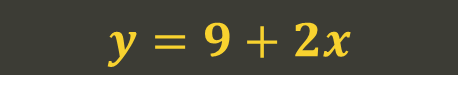 y = 9 + 2x